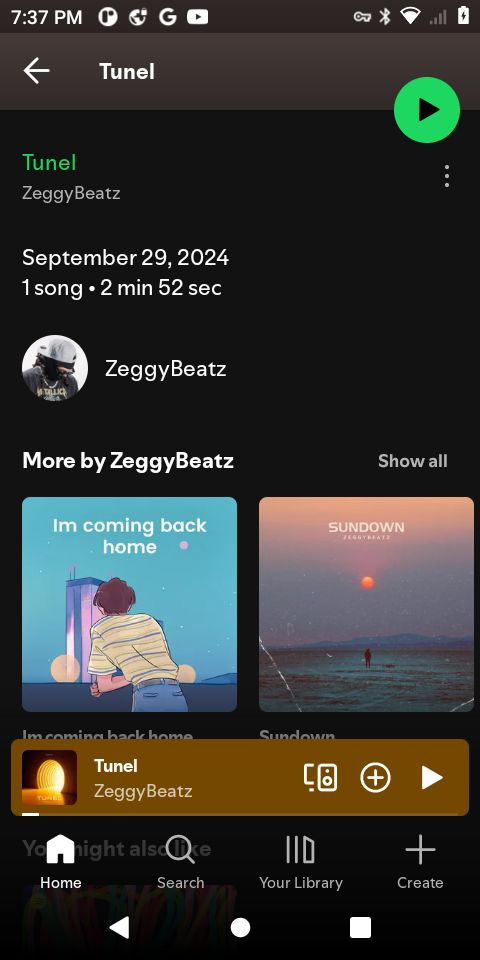 7:37 PM
Tunel
Tunel
ZeggyBeatz
September 29, 2024
1 song • 2 min 52 sec
ZeggyBeatz
More by ZeggyBeatz
Show all
Im coming back
home
SUNDOWN
ZEGGYBEATZ
Im coming back home
Sundown
Tunel
ZeggyBeatz
TUNEL
You might also like
Home
Search
Your Library
Create